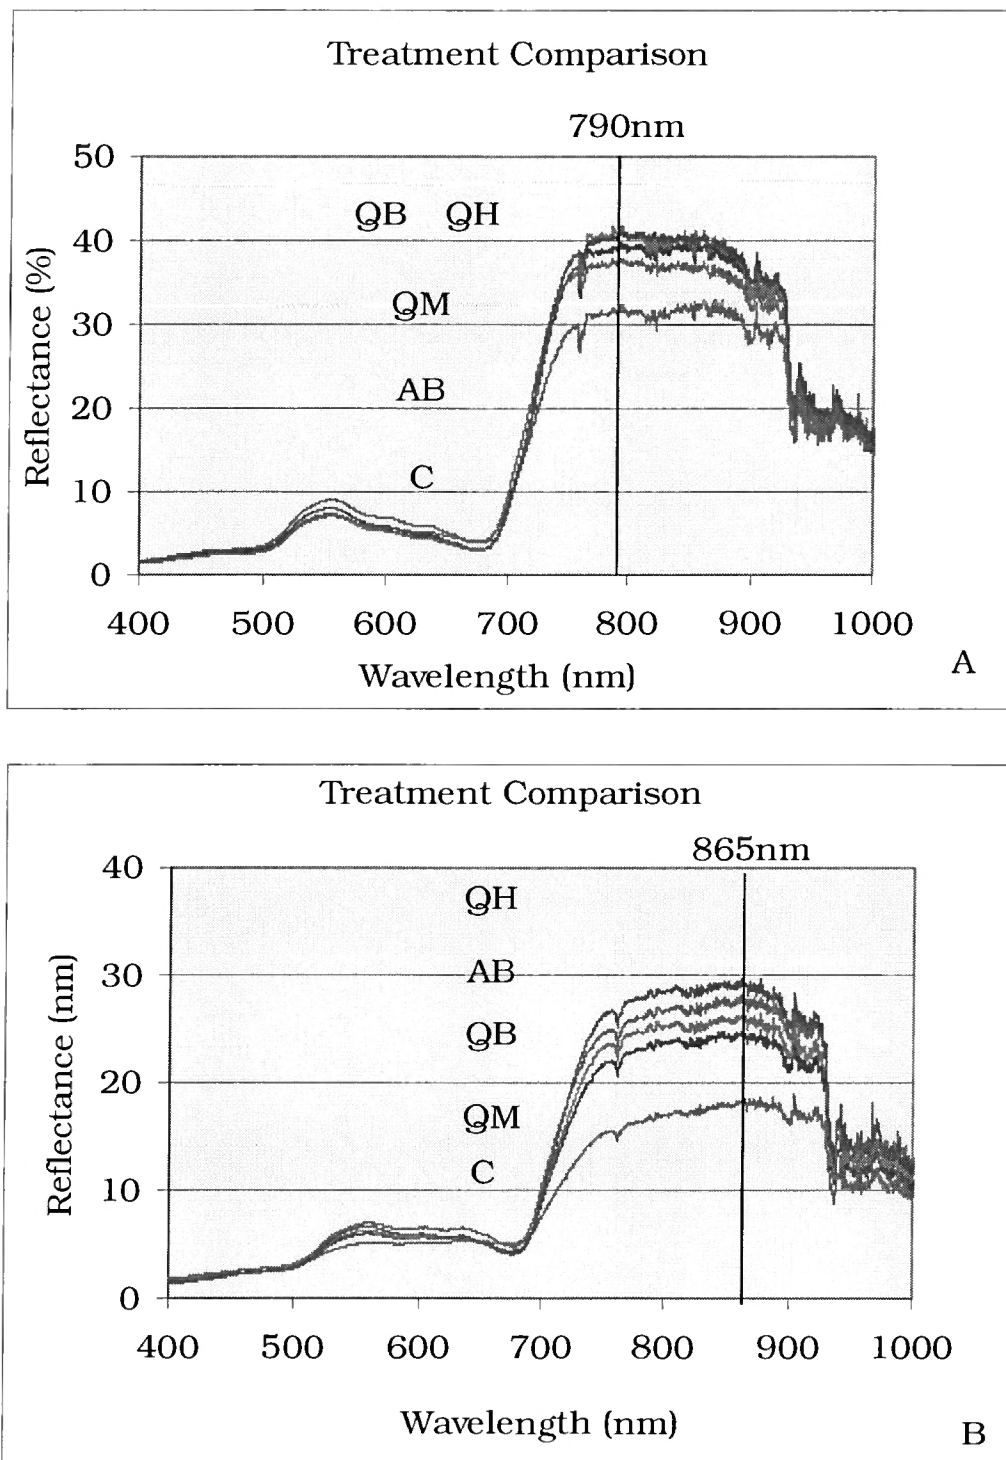 Treatment Comparison
790nm
50
QB QH
40
QM
30
AB
20
C
10
0
Reflectance (%)
400 500 600 700 800 900 1000
Wavelength (nm)
A
Treatment Comparison
865nm
40
QH
30
AB
QB
20
QM
C
10
0
Reflectance (nm)
400 500 600 700 800 900 1000
Wavelength (nm)
B